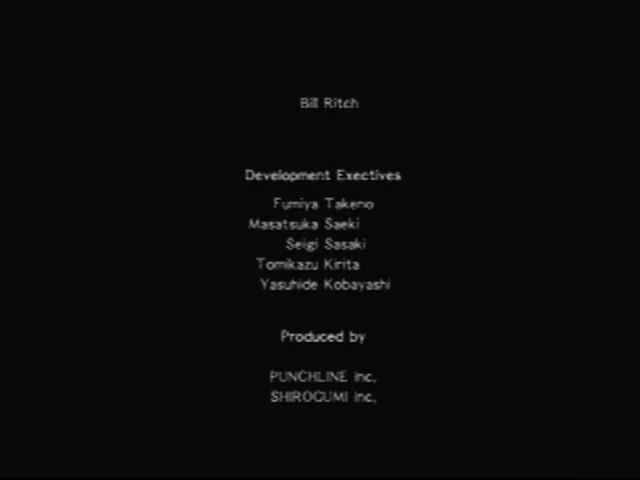 Bill Ritch
Development Exectives
Fumiya Takeno
Masatsuka Saeki
Seigi Sasaki
Tomikazu Kirita
Yasuhide Kobayashi
Produced by
PUNCHLINE Inc,
SHIROGUMI Inc,